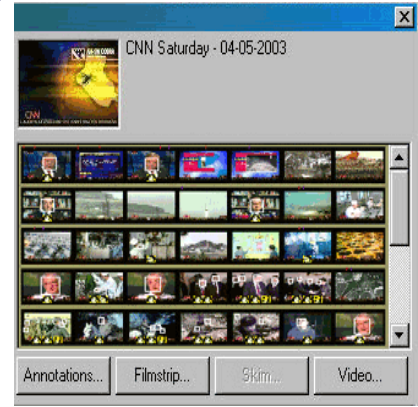 CNN Saturday - 04-05-2003
CNN
Annotations...
Filmstrip...
Skim...
Video...